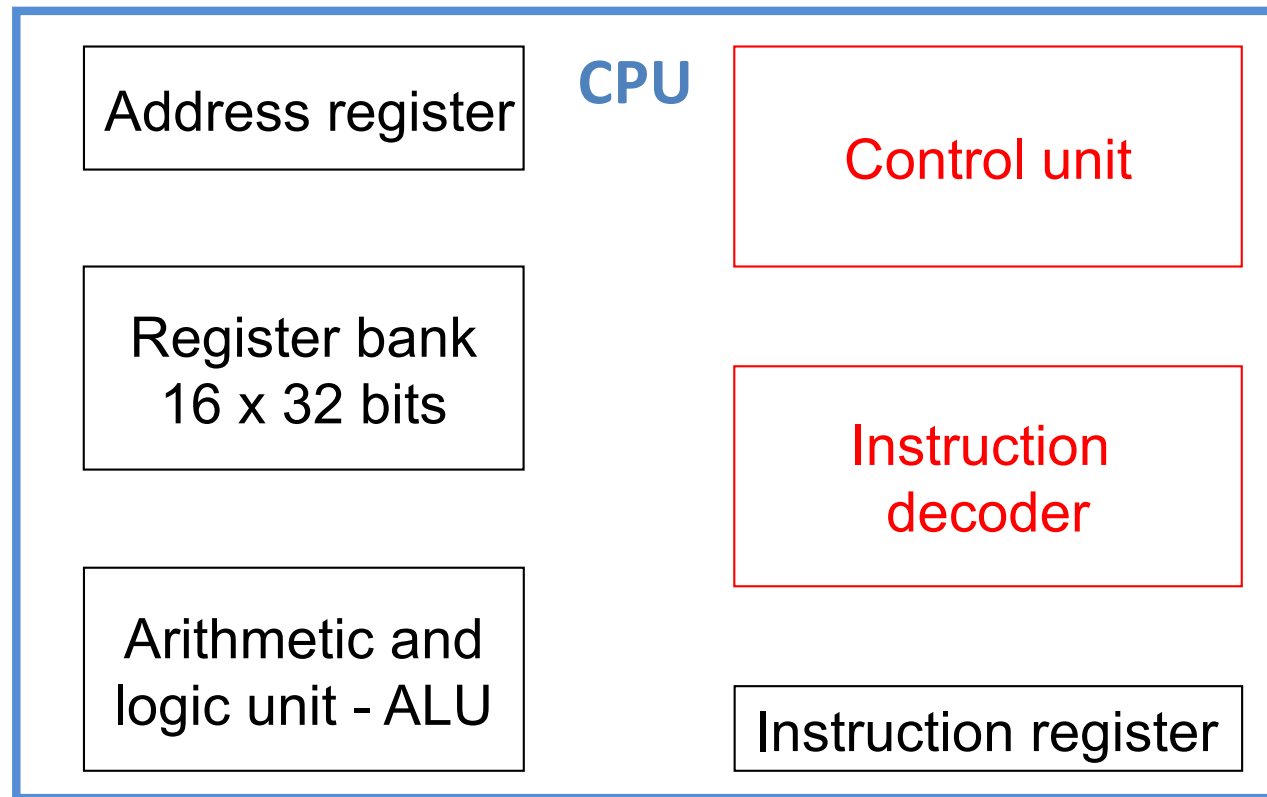 CPU
Address register
Register bank
16 x 32 bits
Arithmetic and
logic unit - ALU
Control unit
Instruction
decoder
Instruction register